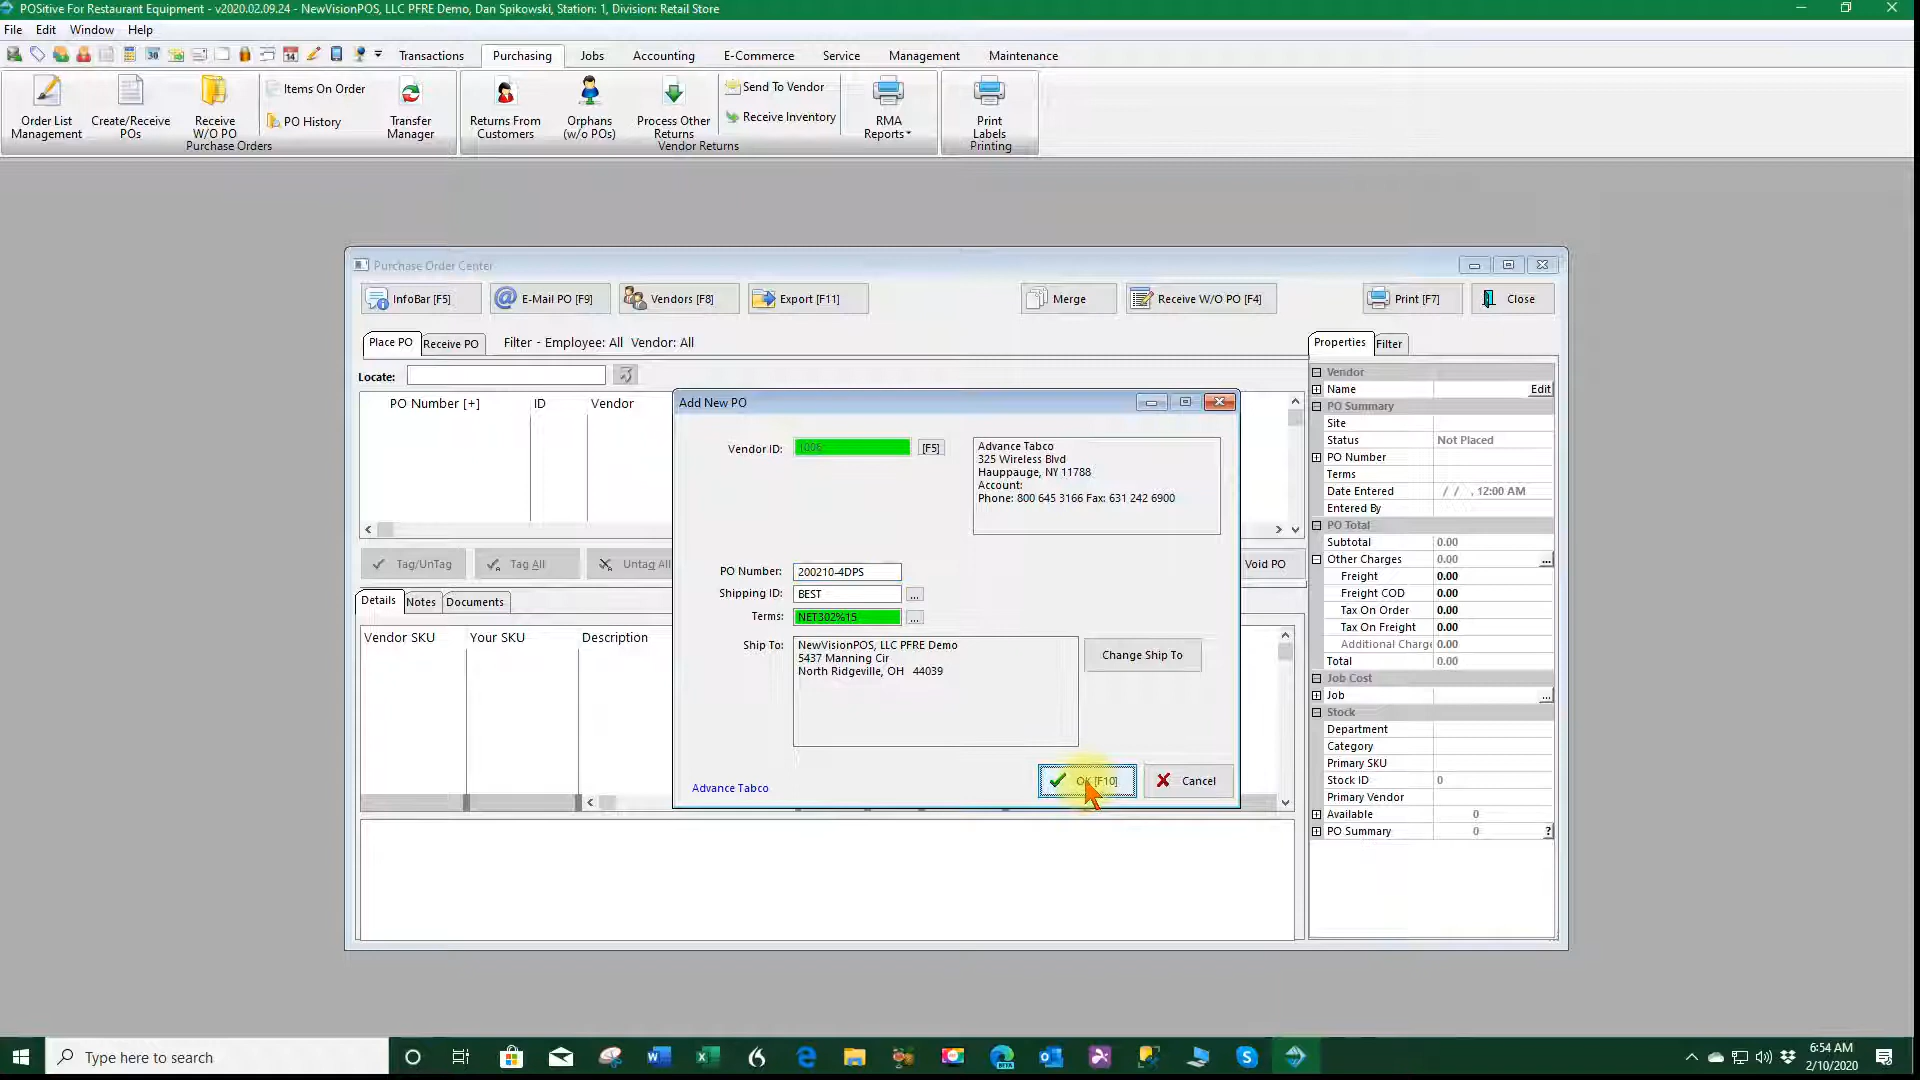 POSitive For Restaurant Equipment - v2020.02.09.24 - NewVisionPOS, LLC PFRE Demo, Dan Spikowski, Station: 1, Division: Retail Store
File Edit Window Help
Transactions Purchasing Jobs Accounting E-Commerce Service Management Maintenance
Order List Management
Create/Receive POs
Receive W/O PO
Items On Order
PO History
Transfer Manager
Purchase Orders
Returns From Customers
Orphans (w/o POs)
Process Other Returns
Send To Vendor
Receive Inventory
RMA Reports
Vendor Returns
Print Labels
Printing
Purchase Order Center
InfoBar [F5] E-Mail PO [F9] Vendors [F8] Export [F11] Merge Receive W/O PO [F4] Print [F7] Close
Place PO Receive PO Filter - Employee: All Vendor: All
Locate:
PO Number [+] ID Vendor
Tag/UnTag Tag All Untag All Void PO
Details Notes Documents
Vendor SKU Your SKU Description
Add New PO
Vendor ID: 1006 [F5]
Advance Tabco
325 Wireless Blvd
Hauppauge, NY 11788
Account:
Phone: 800 645 3166 Fax: 631 242 6900
PO Number: 200210-4DPS
Shipping ID: BEST ...
Terms: NET302%15 ...
Ship To: NewVisionPOS, LLC PFRE Demo
5437 Manning Cir
North Ridgeville, OH 44039
Change Ship To
Advance Tabco
OK [F10] Cancel
Properties Filter
Vendor
Name Edit
PO Summary
Site
Status Not Placed
PO Number
Terms
Date Entered / / , 12:00 AM
Entered By
PO Total
Subtotal 0.00
Other Charges 0.00 ...
Freight 0.00
Freight COD 0.00
Tax On Order 0.00
Tax On Freight 0.00
Additional Charge 0.00
Total 0.00
Job Cost
Job ...
Stock
Department
Category
Primary SKU
Stock ID 0
Primary Vendor
Available 0
PO Summary 0 ?
Type here to search
6:54 AM
2/10/2020